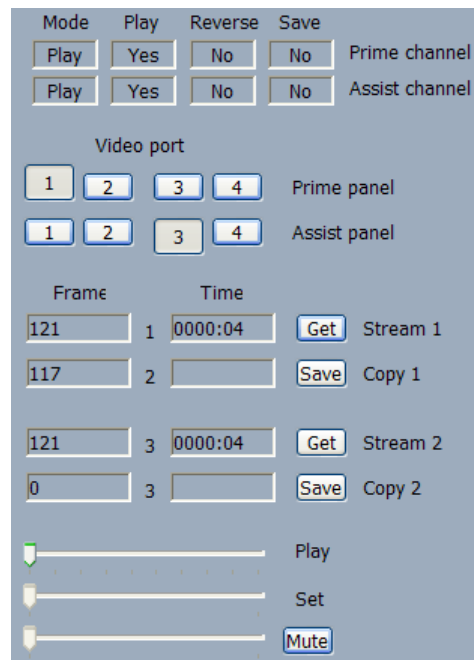 Mode Play Reverse Save
Play Yes No No Prime channel
Play Yes No No Assist channel
Video port
1 2 3 4 Prime panel
1 2 3 4 Assist panel
Frame Time
121 1 0000:04 Get Stream 1
117 2 Save Copy 1
121 3 0000:04 Get Stream 2
0 3 Save Copy 2
Play
Set
Mute